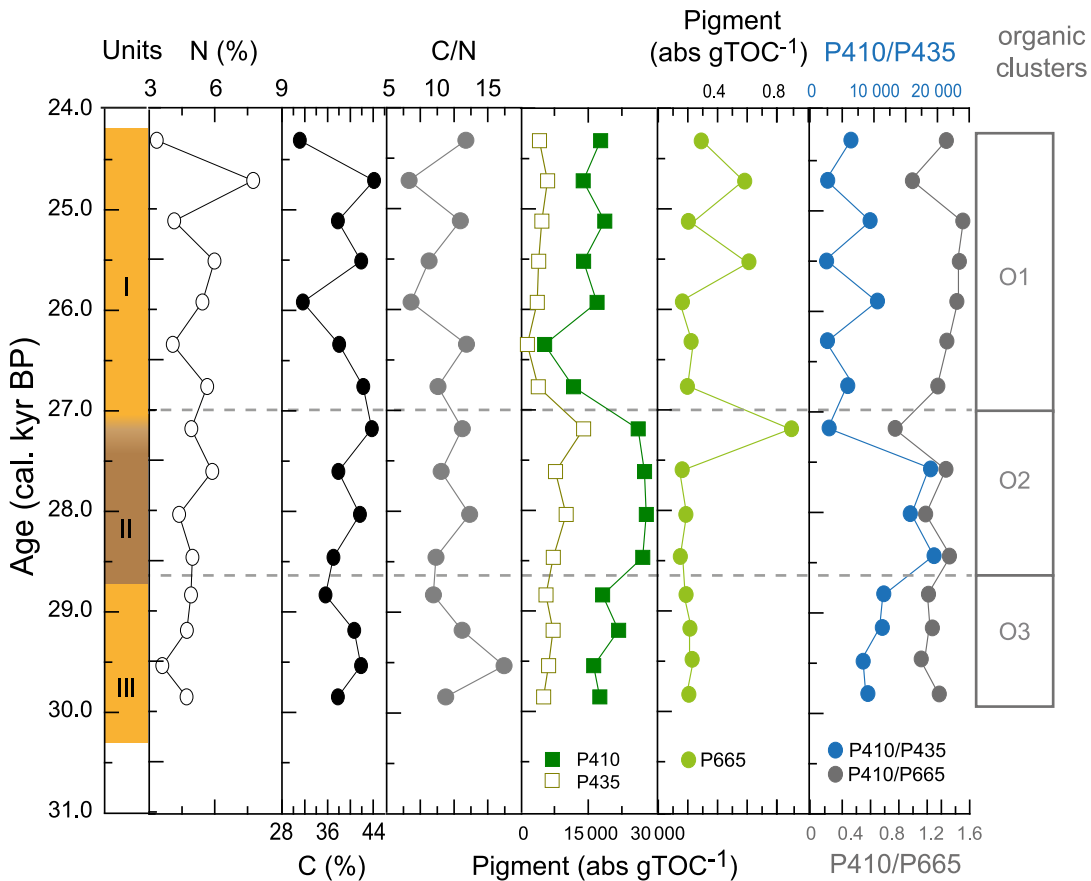 Units
N (%)
C/N
Pigment
(abs gTOC⁻¹)
P410/P435
organic
clusters
3 6 9
5 10 15
0.4 0.8
0 10 000 20 000
Age (cal. kyr BP)
24.0
25.0
26.0
27.0
28.0
29.0
30.0
31.0
I
II
III
O1
O2
O3
P410
P435
P665
P410/P435
P410/P665
28 36 44
0 15 000 30 000
0 0.4 0.8 1.2 1.6
C (%)
Pigment (abs gTOC⁻¹)
P410/P665